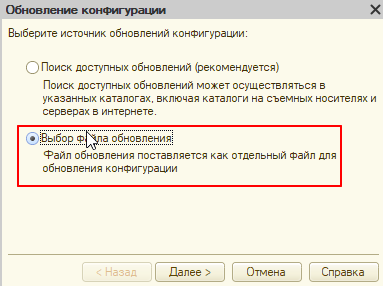 Обновление конфигурации
Выберите источник обновлений конфигурации:
Поиск доступных обновлений (рекомендуется)
Поиск доступных обновлений может осуществляться в
указанных каталогах, включая каталоги на съемных носителях и
серверах в интернете.
Выбор файла обновления
Файл обновления поставляется как отдельный файл для
обновления конфигурации
< Назад
Далее >
Отмена
Справка